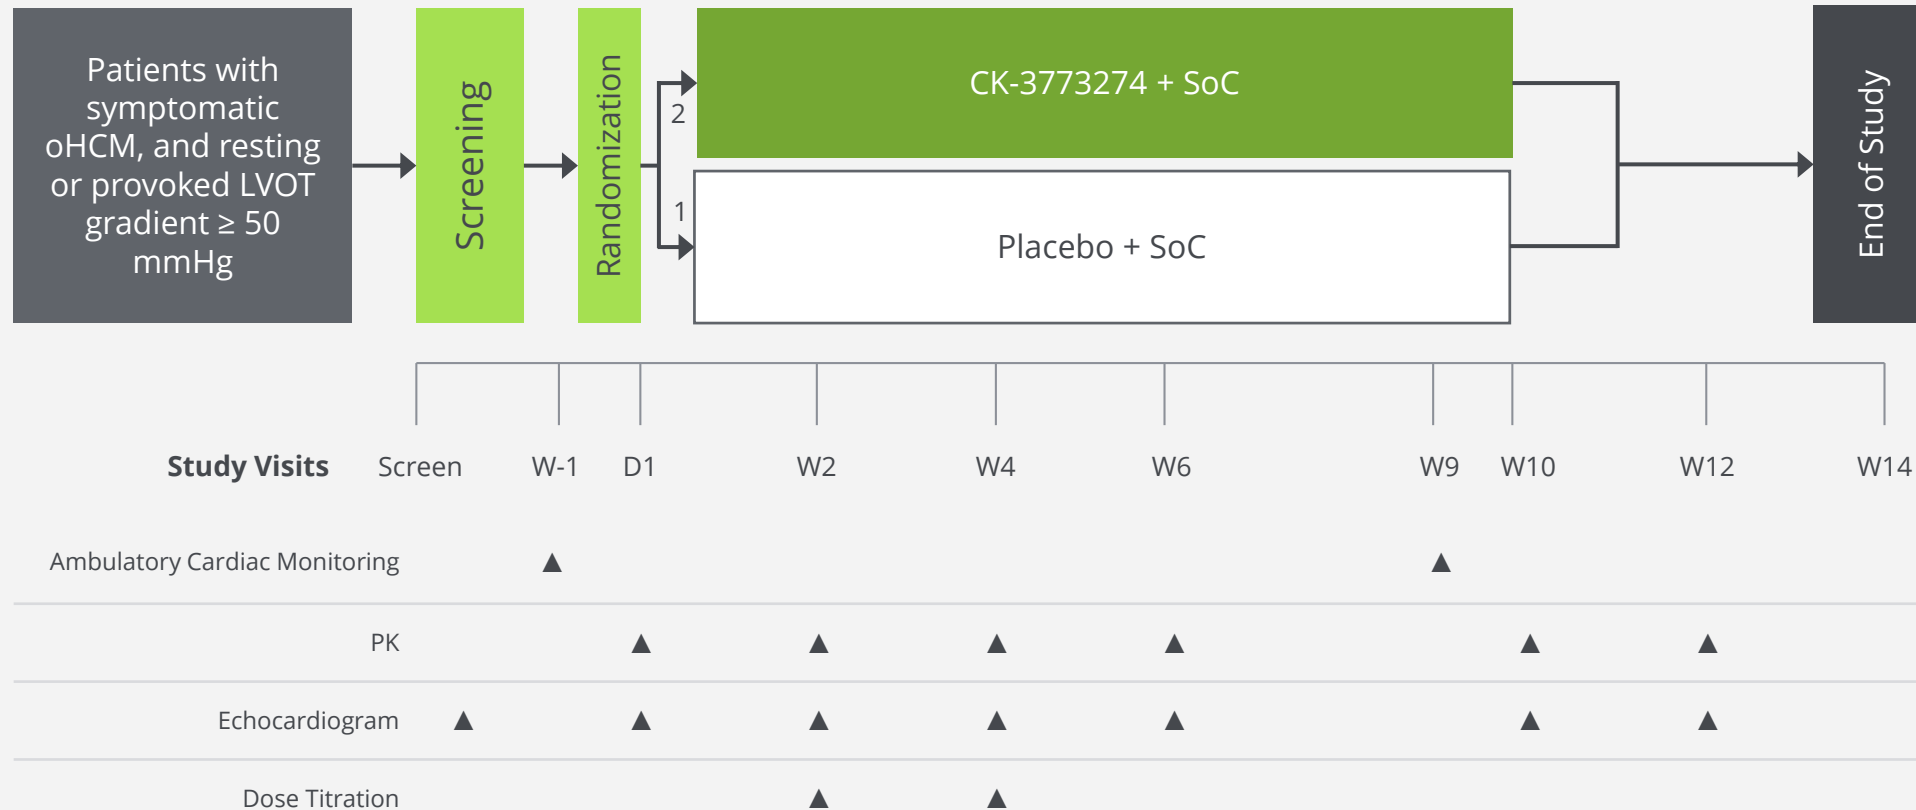 Patients with
symptomatic
oHCM, and resting
or provoked LVOT
gradient ≥ 50
mmHg
Screening
Randomization
2
1
CK-3773274 + SoC
Placebo + SoC
End of Study
Study Visits Screen W-1 D1 W2 W4 W6 W9 W10 W12 W14
Ambulatory Cardiac Monitoring ▲ ▲
PK ▲ ▲ ▲ ▲ ▲ ▲
Echocardiogram ▲ ▲ ▲ ▲ ▲ ▲ ▲
Dose Titration ▲ ▲